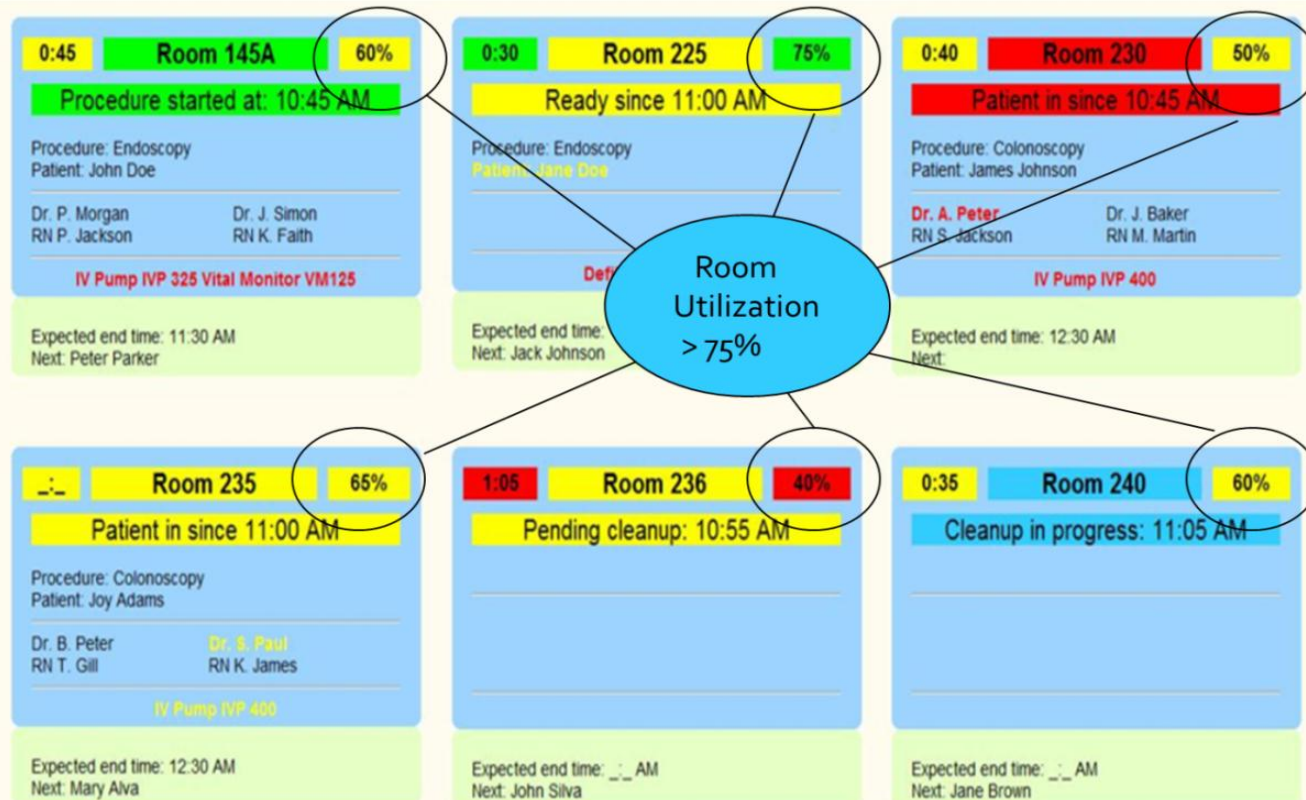 0:45 Room 145A 60%
Procedure started at: 10:45 AM
Procedure: Endoscopy
Patient: John Doe
Dr. P. Morgan Dr. J. Simon
RN P. Jackson RN K. Faith
IV Pump IVP 325 Vital Monitor VM125
Expected end time: 11:30 AM
Next: Peter Parker
0:30 Room 225 75%
Ready since 11:00 AM
Procedure: Endoscopy
Patient: Jane Doe
Expected end time:
Next: Jack Johnson
0:40 Room 230 50%
Patient in since 10:45 AM
Procedure: Colonoscopy
Patient: James Johnson
Dr. A. Peter Dr. J. Baker
RN S. Jackson RN M. Martin
IV Pump IVP 400
Expected end time: 12:30 AM
Next:
Room
Utilization
> 75%
_:_ Room 235 65%
Patient in since 11:00 AM
Procedure: Colonoscopy
Patient: Joy Adams
Dr. B. Peter Dr. S. Paul
RN T. Gill RN K. James
IV Pump IVP 400
Expected end time: 12:30 AM
Next: Mary Alva
1:05 Room 236 40%
Pending cleanup: 10:55 AM
Expected end time: _:_ AM
Next: John Silva
0:35 Room 240 60%
Cleanup in progress: 11:05 AM
Expected end time: _:_ AM
Next: Jane Brown